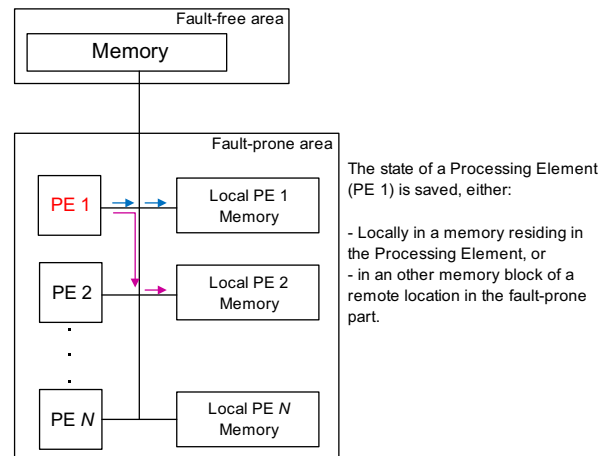 Fault-free area
Memory
Fault-prone area
PE 1
Local PE 1
Memory
PE 2
Local PE 2
Memory
PE N
Local PE N
Memory
The state of a Processing Element
(PE 1) is saved, either:
- Locally in a memory residing in
the Processing Element, or
- in an other memory block of a
remote location in the fault-prone
part.